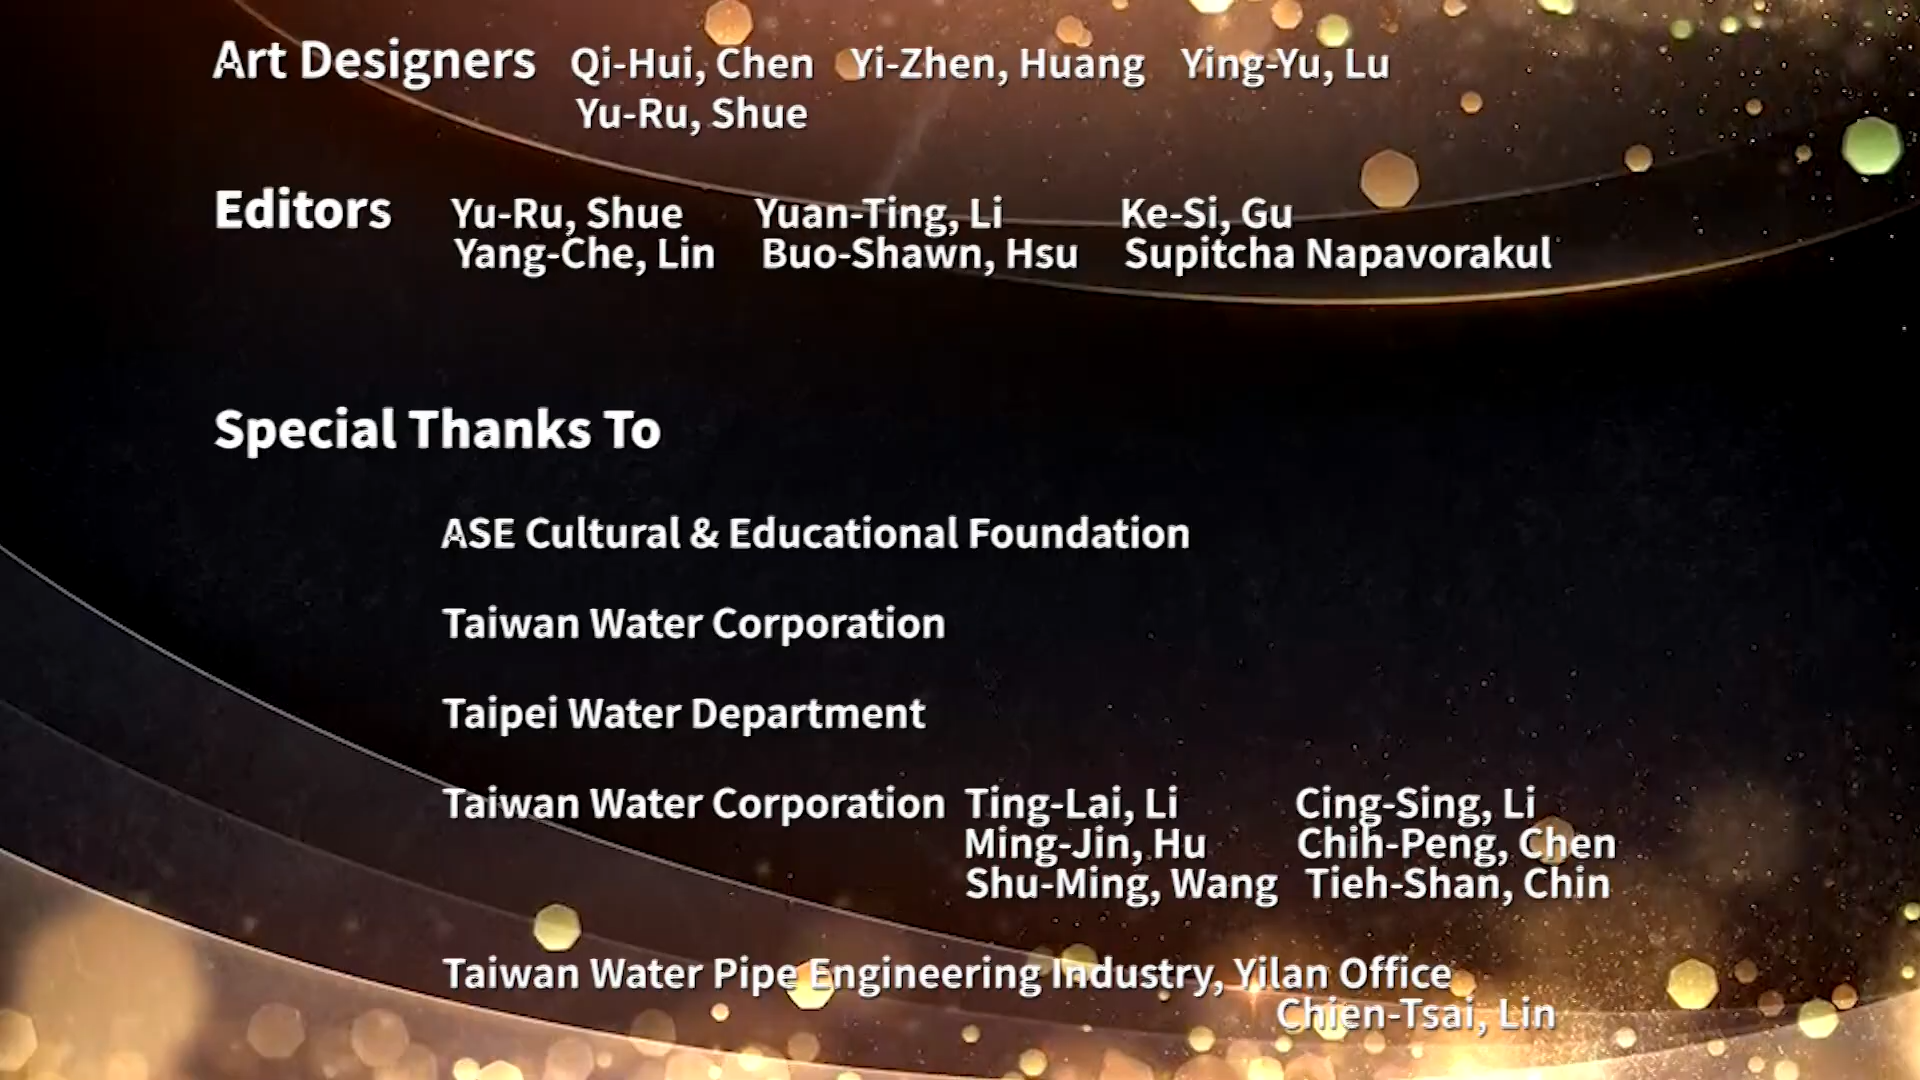 Art Designers Qi-Hui, Chen Yi-Zhen, Huang Ying-Yu, Lu
Yu-Ru, Shue
Editors Yu-Ru, Shue Yuan-Ting, Li Ke-Si, Gu
Yang-Che, Lin Buo-Shawn, Hsu Supitcha Napavorakul
Special Thanks To
ASE Cultural & Educational Foundation
Taiwan Water Corporation
Taipei Water Department
Taiwan Water Corporation Ting-Lai, Li Cing-Sing, Li
Ming-Jin, Hu Chih-Peng, Chen
Shu-Ming, Wang Tieh-Shan, Chin
Taiwan Water Pipe Engineering Industry, Yilan Office
Chien-Tsai, Lin